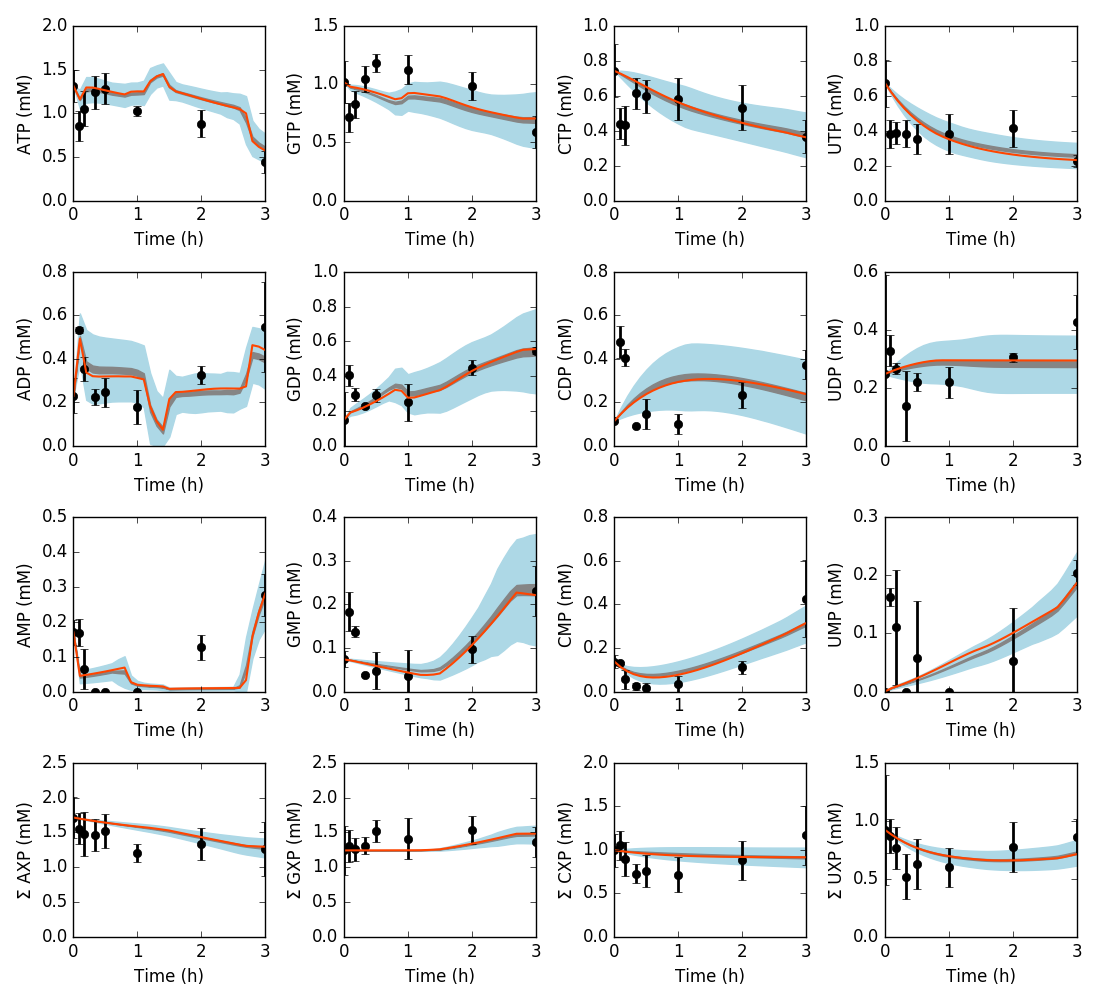 ATP (mM) 2.0 1.5 1.0 0.5 0.0 0 1 2 3 Time (h)
GTP (mM) 1.5 1.0 0.5 0.0 0 1 2 3 Time (h)
CTP (mM) 1.0 0.8 0.6 0.4 0.2 0.0 0 1 2 3 Time (h)
UTP (mM) 1.0 0.8 0.6 0.4 0.2 0.0 0 1 2 3 Time (h)
ADP (mM) 0.8 0.6 0.4 0.2 0.0 0 1 2 3 Time (h)
GDP (mM) 1.0 0.8 0.6 0.4 0.2 0.0 0 1 2 3 Time (h)
CDP (mM) 0.8 0.6 0.4 0.2 0.0 0 1 2 3 Time (h)
UDP (mM) 0.6 0.4 0.2 0.0 0 1 2 3 Time (h)
AMP (mM) 0.5 0.4 0.3 0.2 0.1 0.0 0 1 2 3 Time (h)
GMP (mM) 0.4 0.3 0.2 0.1 0.0 0 1 2 3 Time (h)
CMP (mM) 0.8 0.6 0.4 0.2 0.0 0 1 2 3 Time (h)
UMP (mM) 0.3 0.2 0.1 0.0 0 1 2 3 Time (h)
Σ AXP (mM) 2.5 2.0 1.5 1.0 0.5 0.0 0 1 2 3 Time (h)
Σ GXP (mM) 2.5 2.0 1.5 1.0 0.5 0.0 0 1 2 3 Time (h)
Σ CXP (mM) 2.0 1.5 1.0 0.5 0.0 0 1 2 3 Time (h)
Σ UXP (mM) 1.5 1.0 0.5 0.0 0 1 2 3 Time (h)